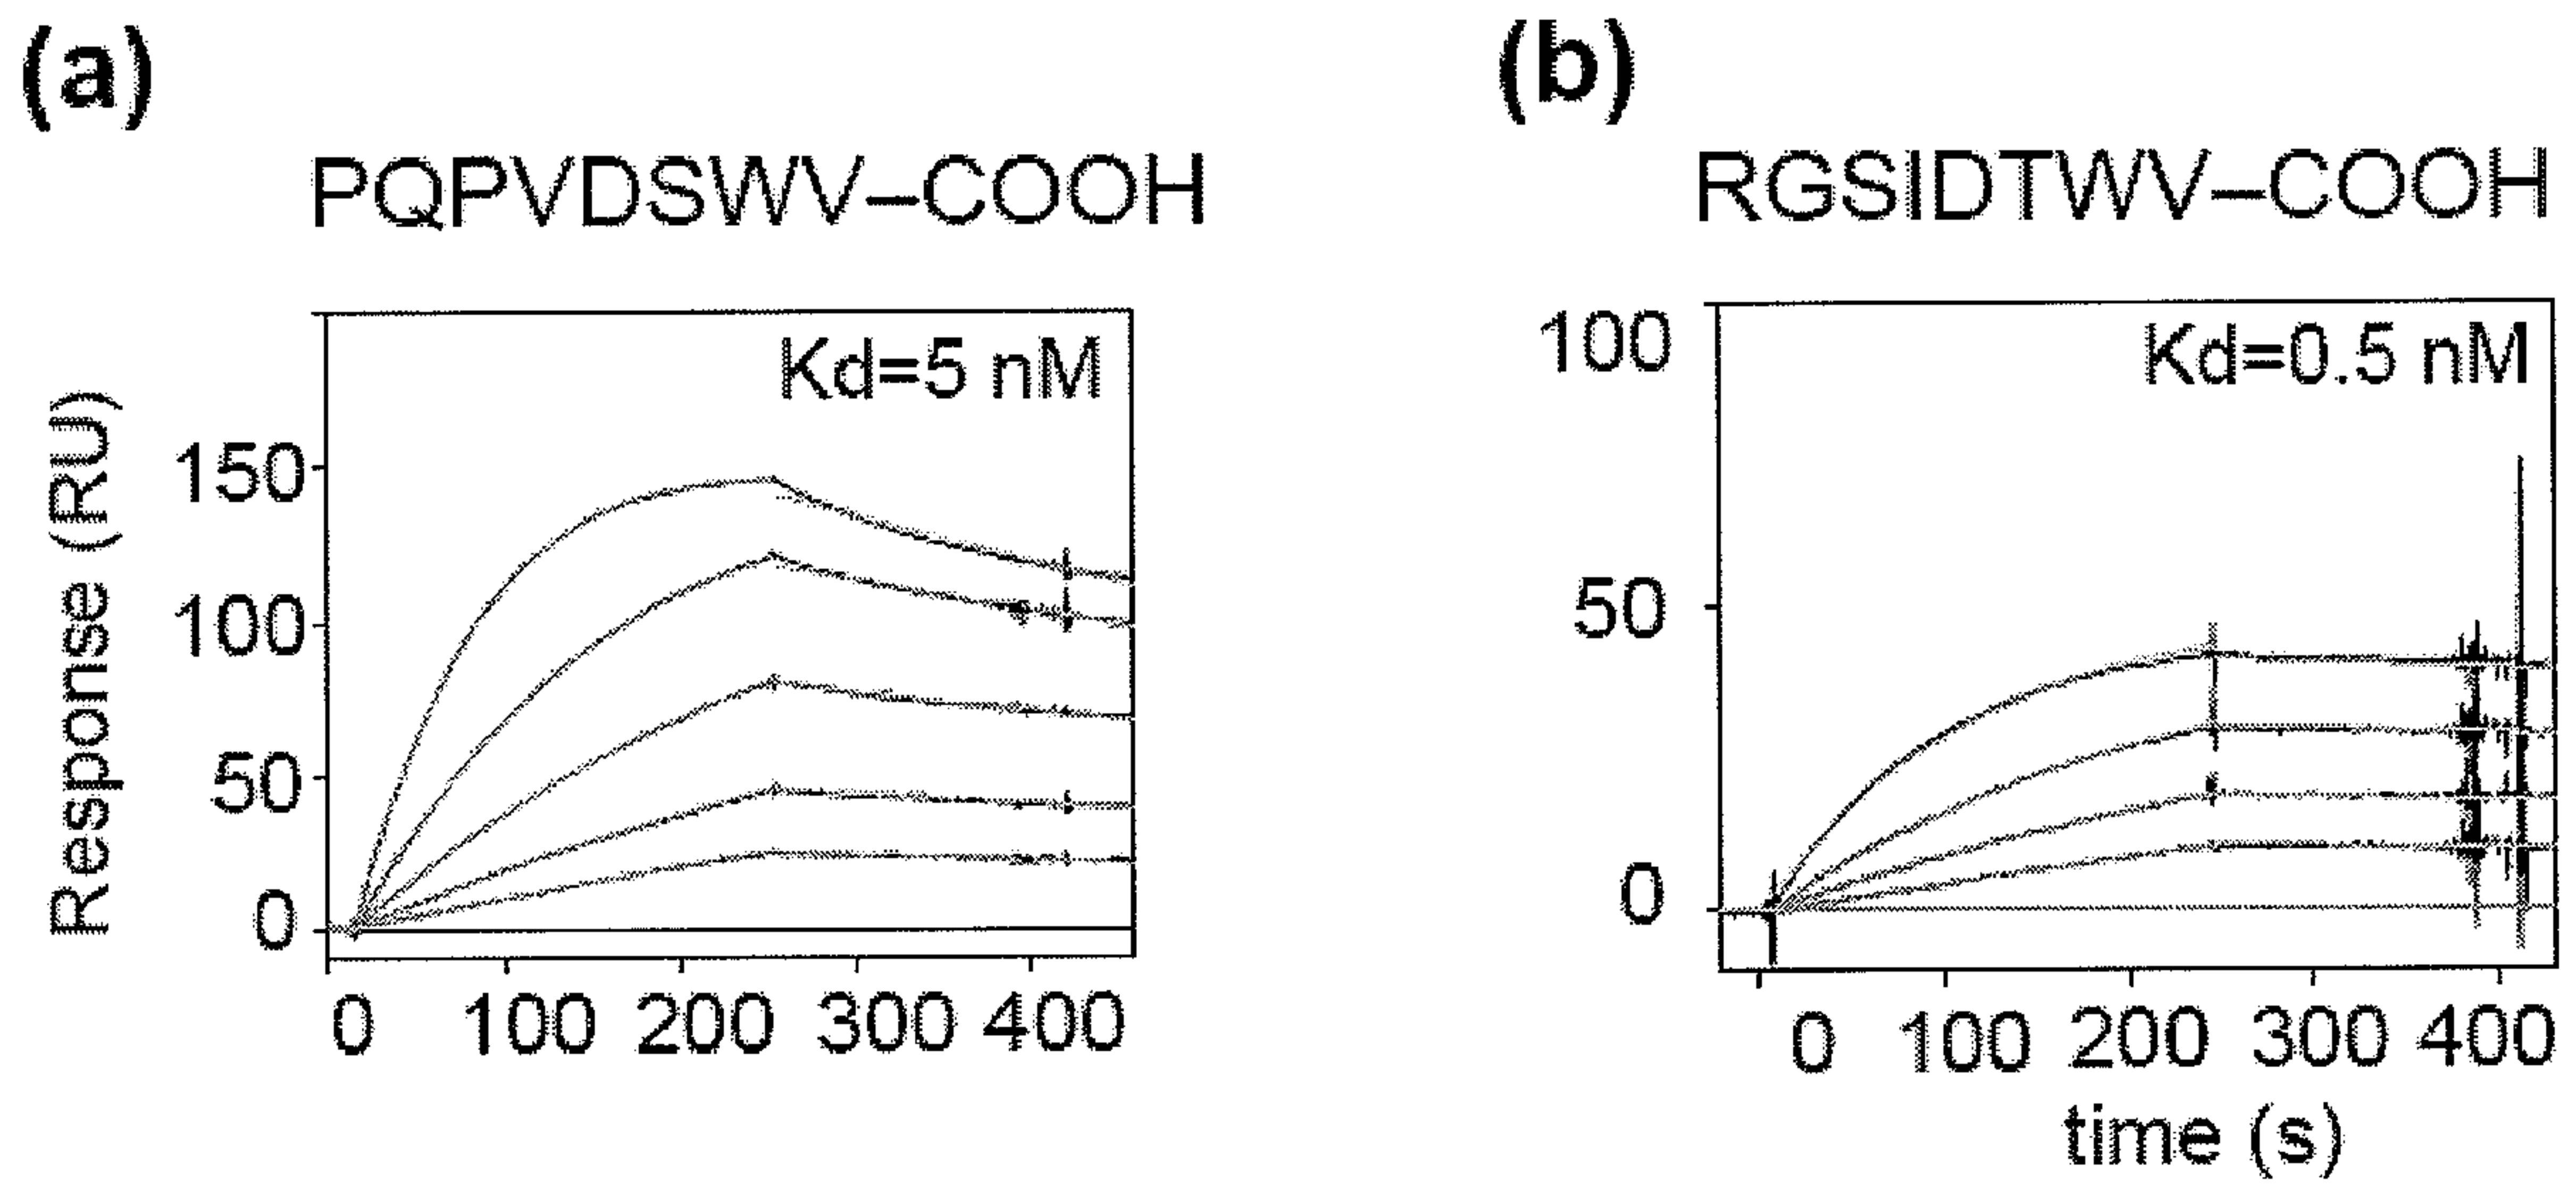 (a)
PQPVDSWV–COOH
Kd=5 nM
Response (RU)
150
100
50
0
0 100 200 300 400
(b)
RGSIDTWV–COOH
Kd=0.5 nM
100
50
0
0 100 200 300 400
time (s)